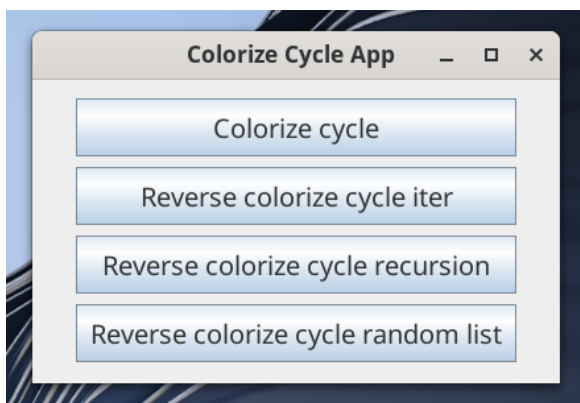 Colorize Cycle App
Colorize cycle
Reverse colorize cycle iter
Reverse colorize cycle recursion
Reverse colorize cycle random list